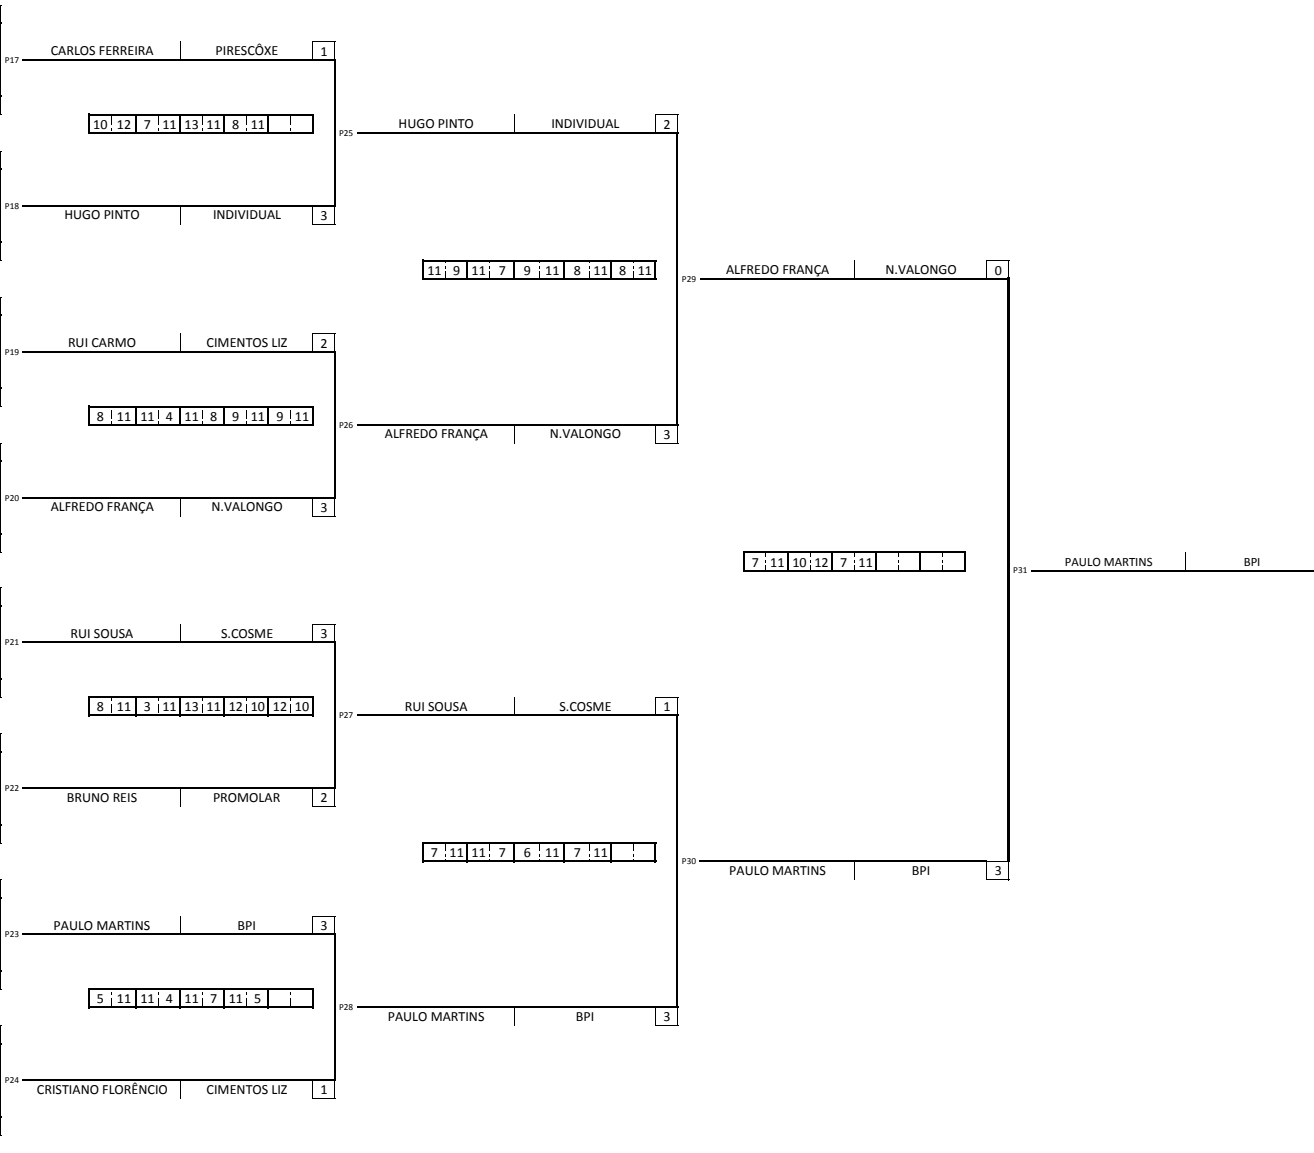 CARLOS FERREIRA PIRESCÔXE 1
P17
10 12 7 11 13 11 8 11
HUGO PINTO INDIVIDUAL 2
P25
P18
HUGO PINTO INDIVIDUAL 3
11 9 11 7 9 11 8 11 8 11
ALFREDO FRANÇA N.VALONGO 0
P29
RUI CARMO CIMENTOS LIZ 2
P19
8 11 11 4 11 8 9 11 9 11
P26
ALFREDO FRANÇA N.VALONGO 3
P20
ALFREDO FRANÇA N.VALONGO 3
7 11 10 12 7 11
PAULO MARTINS BPI
P31
RUI SOUSA S.COSME 3
P21
8 11 3 11 13 11 12 10 12 10
RUI SOUSA S.COSME 1
P27
P22
BRUNO REIS PROMOLAR 2
7 11 11 7 6 11 7 11
P30
PAULO MARTINS BPI 3
PAULO MARTINS BPI 3
P23
5 11 11 4 11 7 11 5
P28
PAULO MARTINS BPI 3
P24
CRISTIANO FLORÊNCIO CIMENTOS LIZ 1